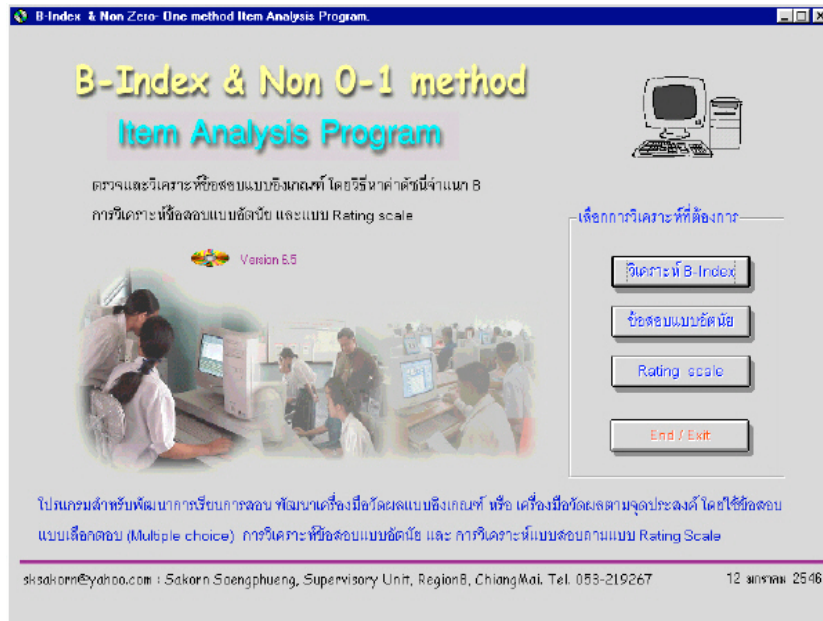 B-Index & Non Zero-One method Item Analysis Program.
B-Index & Non 0-1 method
Item Analysis Program
ตรวจและวิเคราะห์ข้อสอบแบบอิงเกณฑ์ โดยวิธีหาค่าดัชนีจำแนก B
การวิเคราะห์ข้อสอบแบบอัตนัย และแบบ Rating scale
Version 6.5
เลือกการวิเคราะห์ที่ต้องการ
วิเคราะห์ B-Index
ข้อสอบแบบอัตนัย
Rating scale
End / Exit
โปรแกรมสำหรับพัฒนาการเรียนการสอน พัฒนาเครื่องมือวัดผลแบบอิงเกณฑ์ หรือ เครื่องมือวัดผลตามจุดประสงค์ โดยใช้ข้อสอบ
แบบเลือกตอบ (Multiple choice) การวิเคราะห์ข้อสอบแบบอัตนัย และ การวิเคราะห์แบบสอบถามแบบ Rating Scale
sksakorn@yahoo.com : Sakorn Saengphueng, Supervisory Unit, Region8, ChiangMai. Tel. 053-219267
12 มกราคม 2546